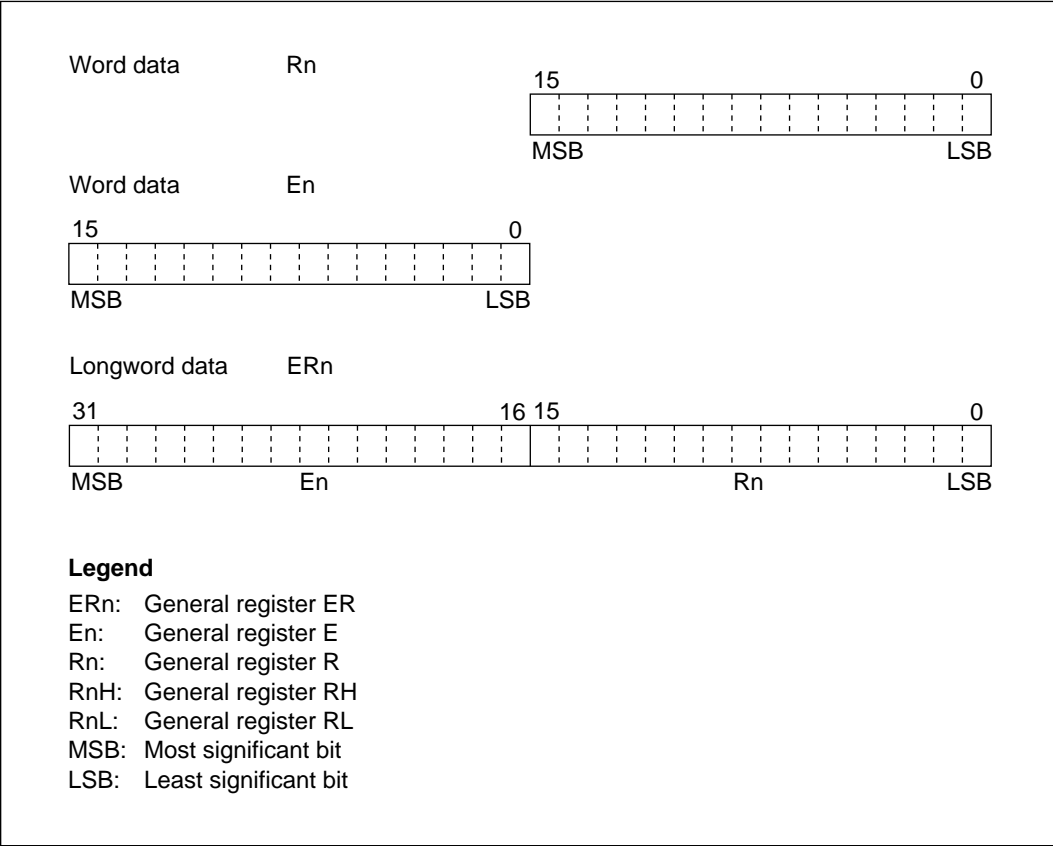 Word data Rn
15 0
MSB LSB
Word data En
15 0
MSB LSB
Longword data ERn
31 16 15 0
MSB En Rn LSB
Legend
ERn: General register ER
En: General register E
Rn: General register R
RnH: General register RH
RnL: General register RL
MSB: Most significant bit
LSB: Least significant bit